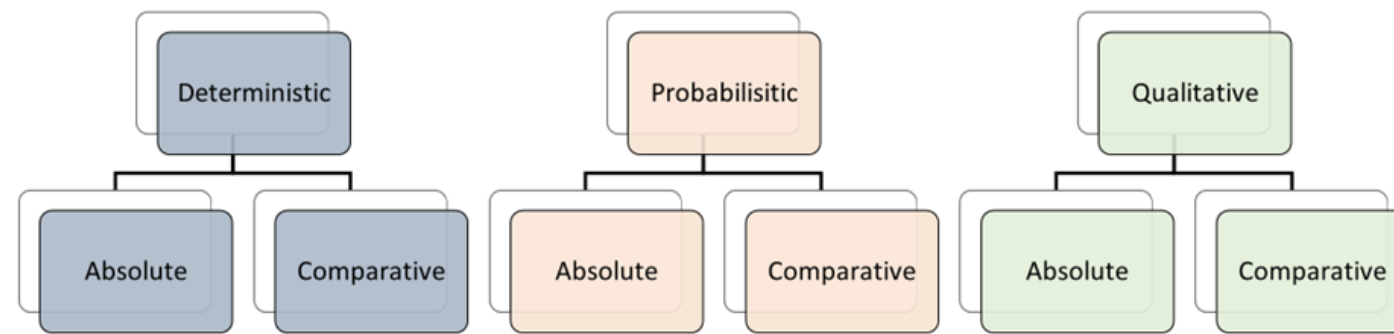 Deterministic
Probabilisitic
Qualitative
Absolute
Comparative
Absolute
Comparative
Absolute
Comparative